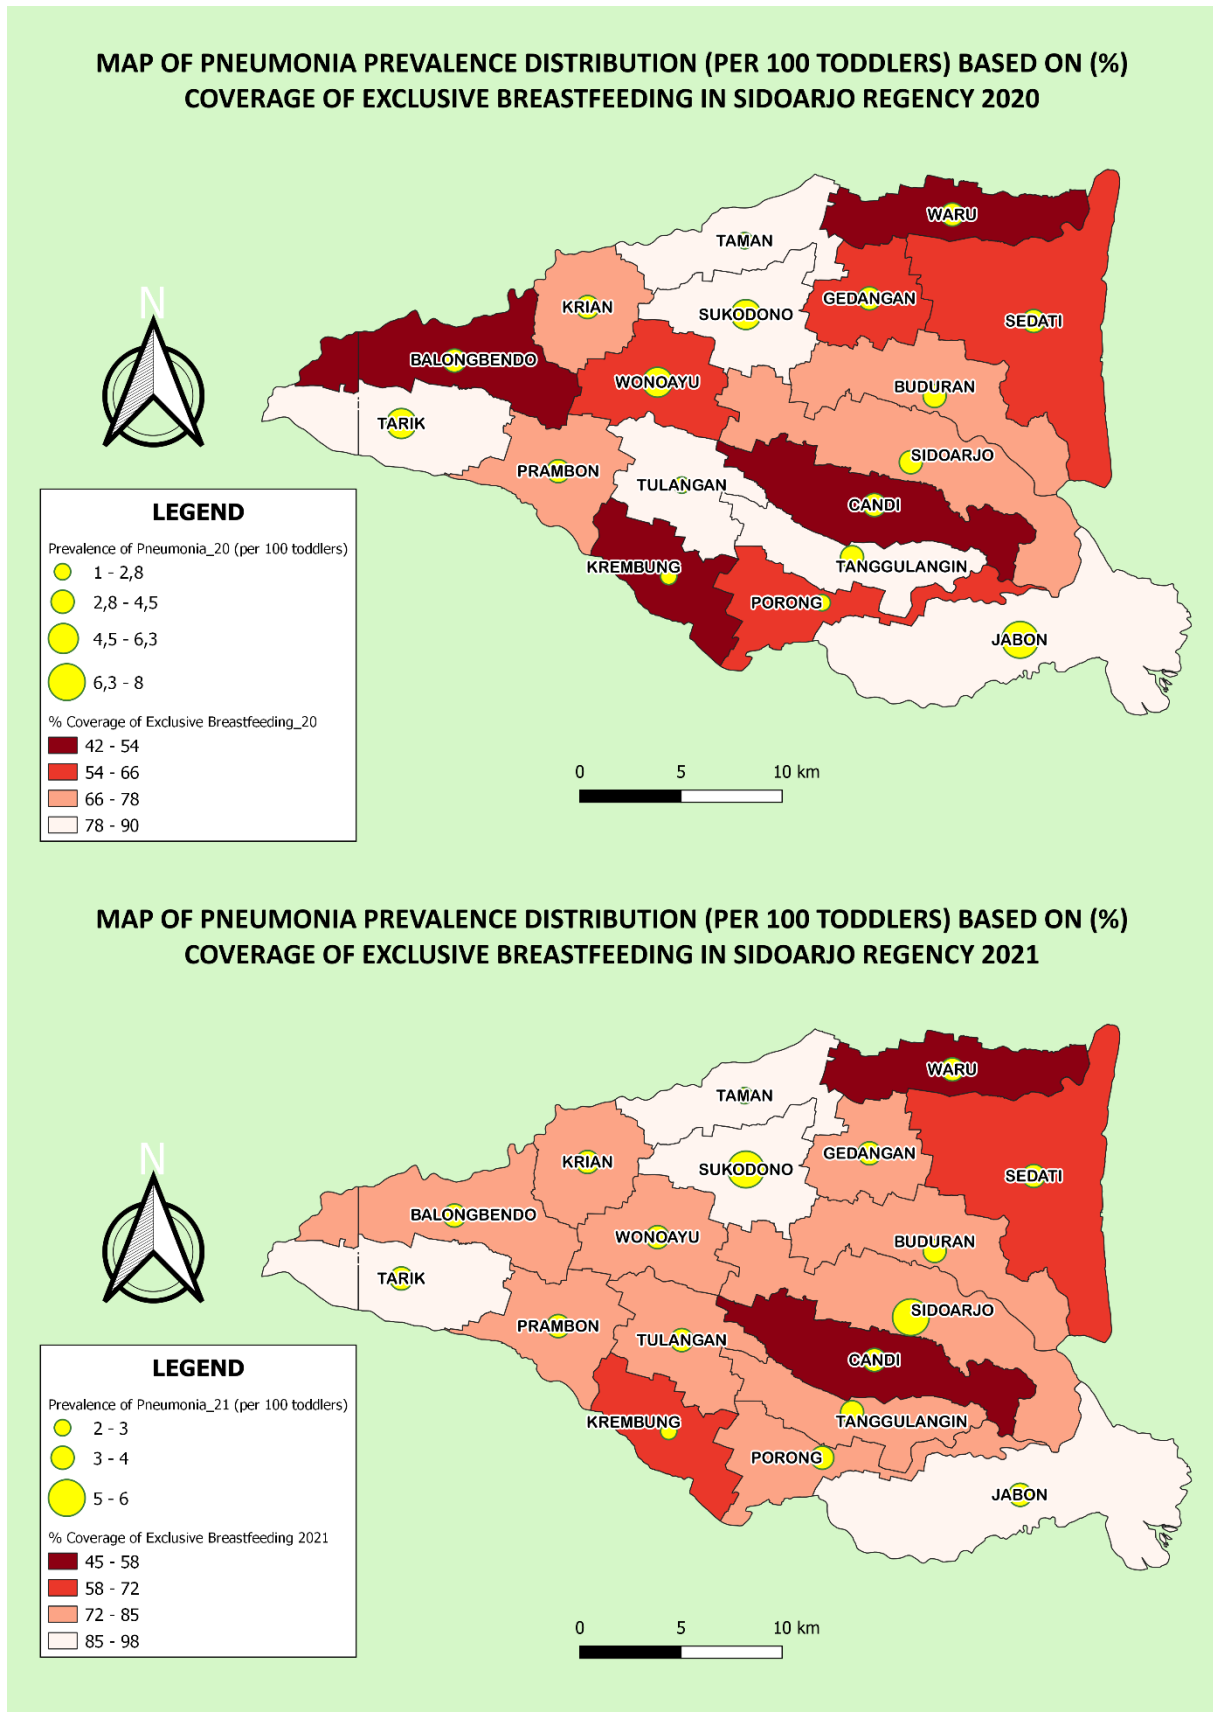 MAP OF PNEUMONIA PREVALENCE DISTRIBUTION (PER 100 TODDLERS) BASED ON (%)
COVERAGE OF EXCLUSIVE BREASTFEEDING IN SIDOARJO REGENCY 2020
WARU
TAMAN
GEDANGAN
KRIAN
SUKODONO
SEDATI
N
BALONGBENDO
WONOAYU
BUDURAN
TARIK
SIDOARJO
PRAMBON
TULANGAN
CANDI
KREMBUNG
TANGGULANGIN
PORONG
JABON
LEGEND
Prevalence of Pneumonia_20 (per 100 toddlers)
1 - 2,8
2,8 - 4,5
4,5 - 6,3
6,3 - 8
% Coverage of Exclusive Breastfeeding_20
42 - 54
54 - 66
66 - 78
78 - 90
0 5 10 km
MAP OF PNEUMONIA PREVALENCE DISTRIBUTION (PER 100 TODDLERS) BASED ON (%)
COVERAGE OF EXCLUSIVE BREASTFEEDING IN SIDOARJO REGENCY 2021
WARU
TAMAN
GEDANGAN
KRIAN
SUKODONO
SEDATI
N
BALONGBENDO
WONOAYU
BUDURAN
TARIK
SIDOARJO
PRAMBON
TULANGAN
CANDI
KREMBUNG
TANGGULANGIN
PORONG
JABON
LEGEND
Prevalence of Pneumonia_21 (per 100 toddlers)
2 - 3
3 - 4
5 - 6
% Coverage of Exclusive Breastfeeding 2021
45 - 58
58 - 72
72 - 85
85 - 98
0 5 10 km